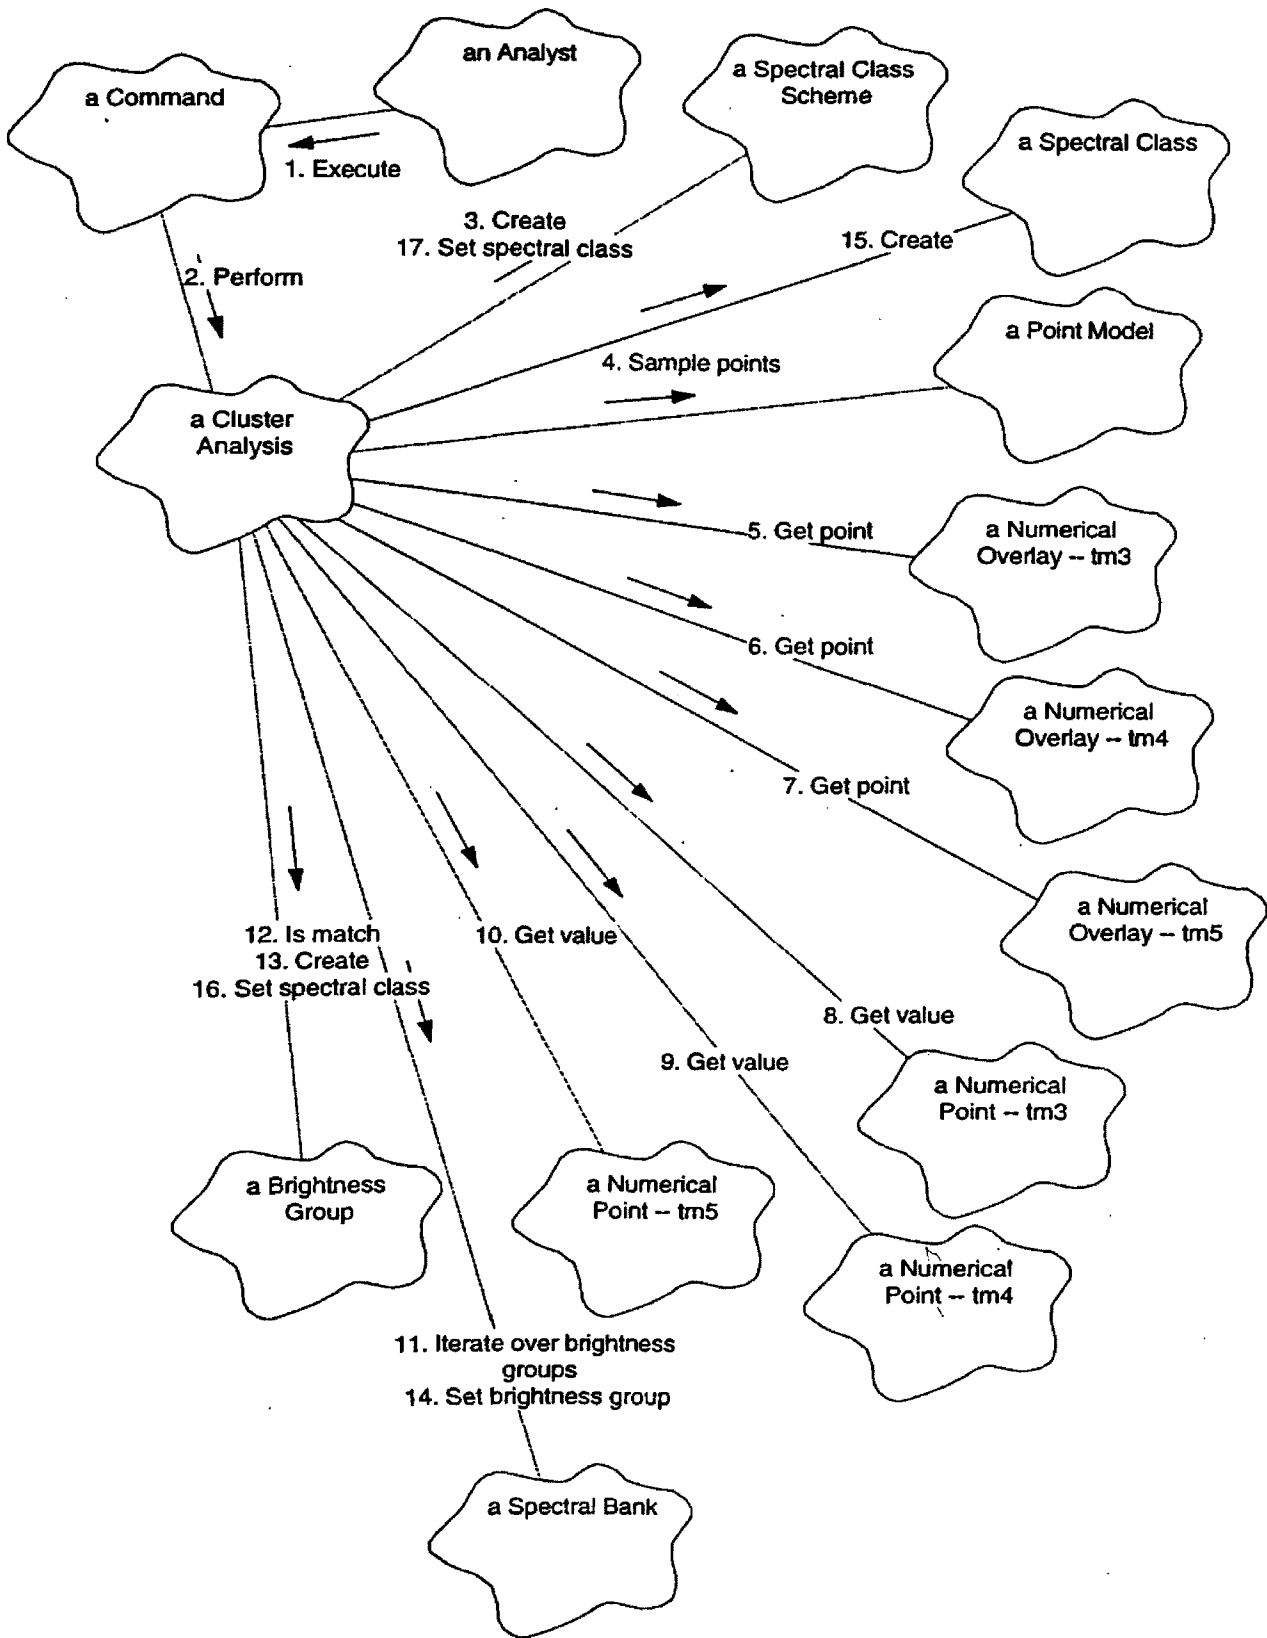 an Analyst
a Command
a Spectral Class
Scheme
a Spectral Class
1. Execute
3. Create
17. Set spectral class
15. Create
2. Perform
a Point Model
4. Sample points
a Cluster
Analysis
5. Get point
a Numerical
Overlay -- tm3
6. Get point
a Numerical
Overlay -- tm4
7. Get point
a Numerical
Overlay -- tm5
12. Is match
13. Create
16. Set spectral class
10. Get value
8. Get value
9. Get value
a Numerical
Point -- tm3
a Brightness
Group
a Numerical
Point -- tm5
a Numerical
Point -- tm4
11. Iterate over brightness
groups
14. Set brightness group
a Spectral Bank